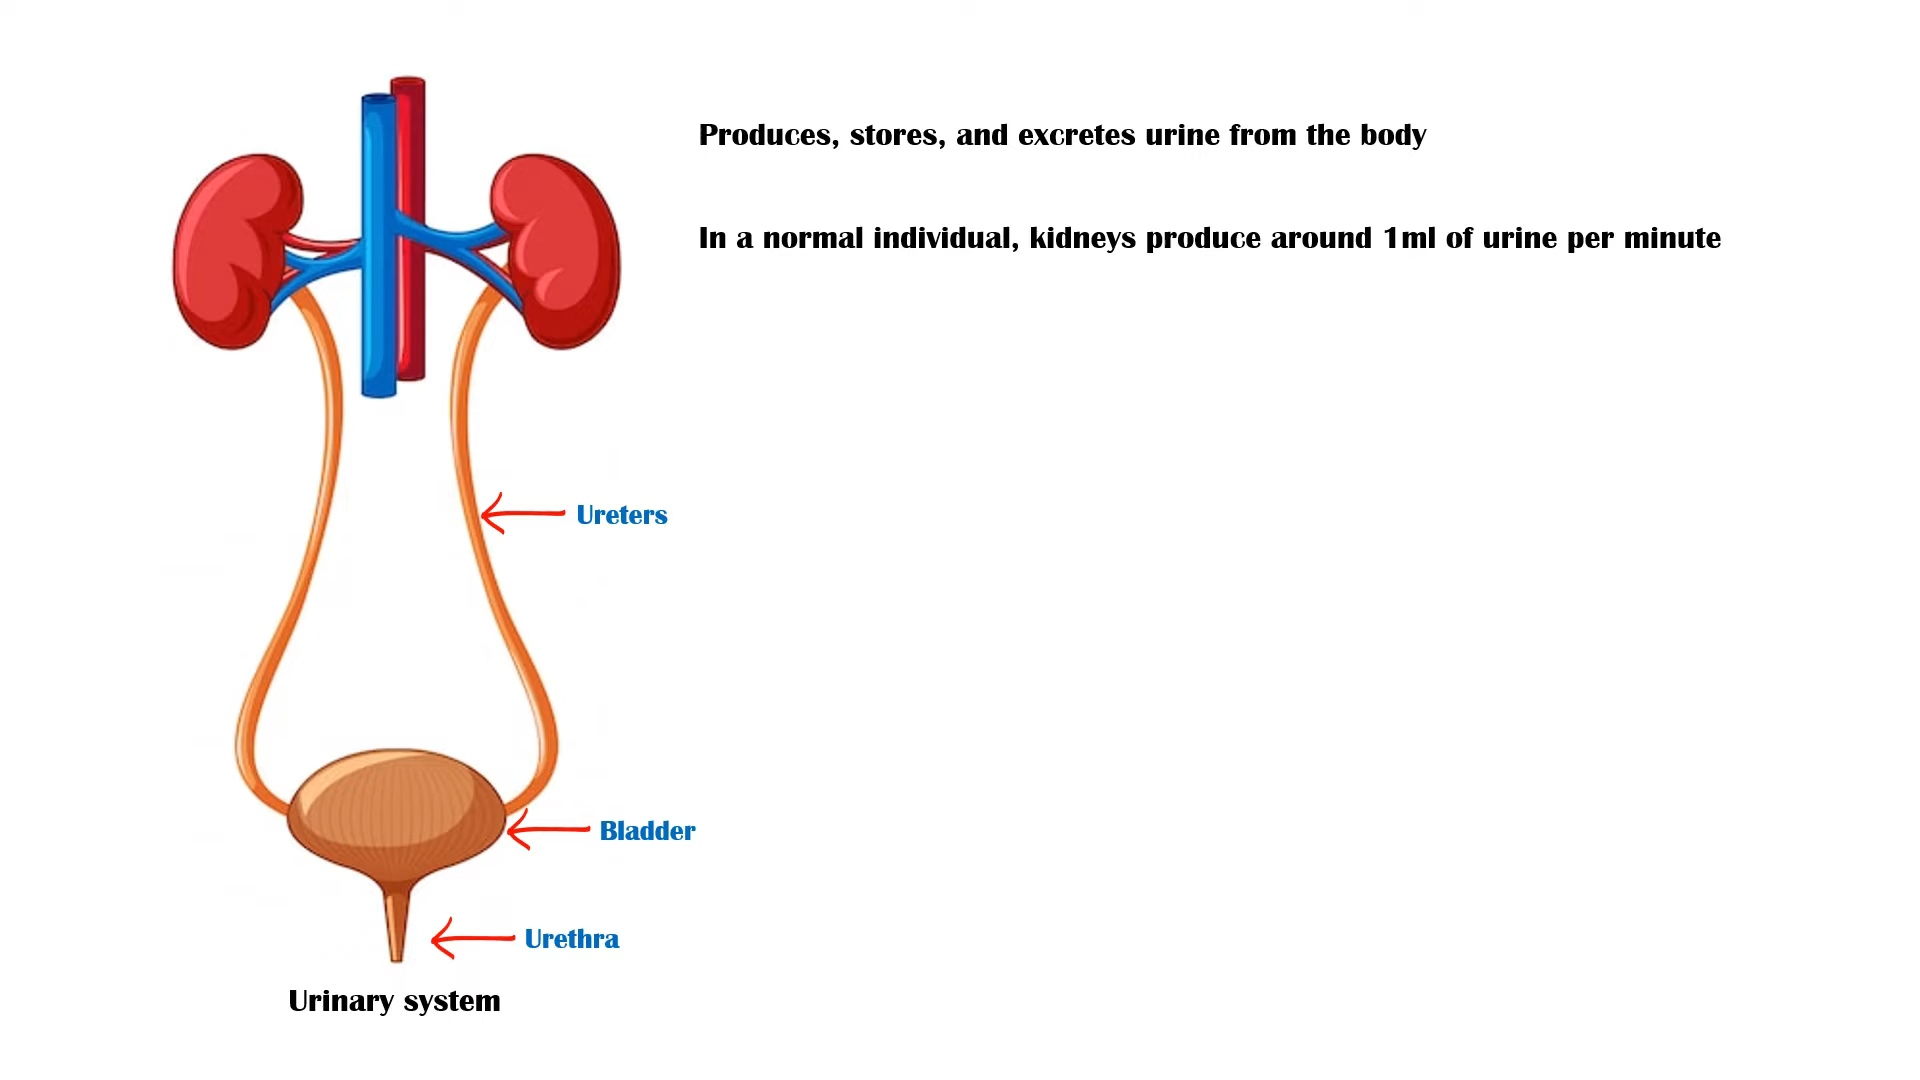 Produces, stores, and excretes urine from the body
In a normal individual, kidneys produce around 1ml of urine per minute
Ureters
Bladder
Urethra
Urinary system